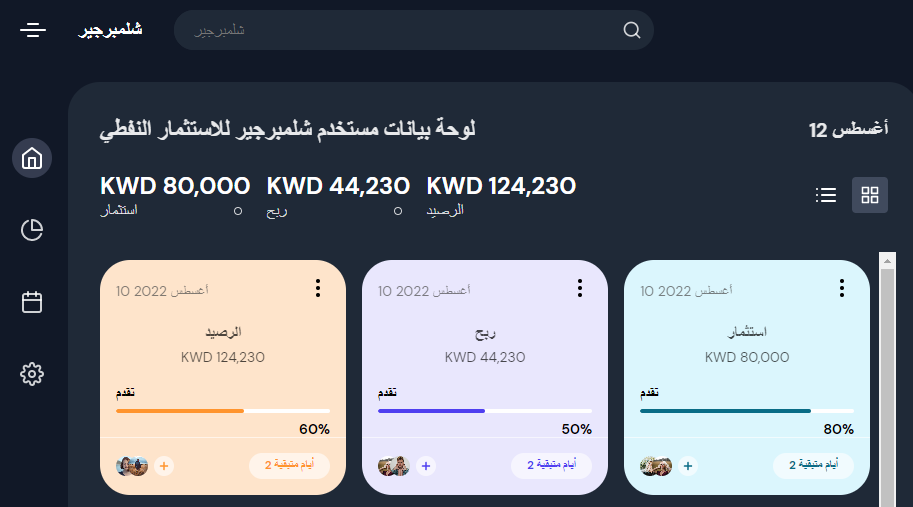 شلمبرجير
شلمبرجير
لوحة بيانات مستخدم شلمبرجير للاستثمار النفطي
أغسطس 12
KWD 80,000
استثمار
KWD 44,230
ربح
KWD 124,230
الرصيد
أغسطس 2022 10
الرصيد
KWD 124,230
تقدم
60%
أيام متبقية 2
أغسطس 2022 10
ربح
KWD 44,230
تقدم
50%
أيام متبقية 2
أغسطس 2022 10
استثمار
KWD 80,000
تقدم
80%
أيام متبقية 2